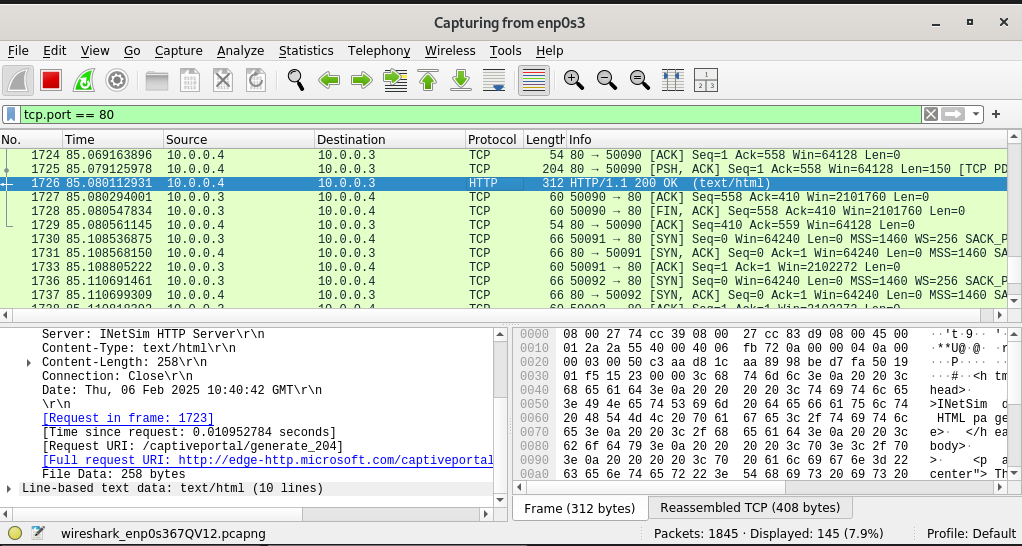 Capturing from enp0s3
File Edit View Go Capture Analyze Statistics Telephony Wireless Tools Help
tcp.port == 80
No. Time Source Destination Protocol Length Info
1724 85.069163896 10.0.0.4 10.0.0.3 TCP 54 80 → 50090 [ACK] Seq=1 Ack=558 Win=64128 Len=0
1725 85.079125978 10.0.0.4 10.0.0.3 TCP 204 80 → 50090 [PSH, ACK] Seq=1 Ack=558 Win=64128 Len=150 [TCP PD
1726 85.080112931 10.0.0.4 10.0.0.3 HTTP 312 HTTP/1.1 200 OK (text/html)
1727 85.080294001 10.0.0.3 10.0.0.4 TCP 60 50090 → 80 [ACK] Seq=558 Ack=410 Win=2101760 Len=0
1728 85.080547834 10.0.0.3 10.0.0.4 TCP 60 50090 → 80 [FIN, ACK] Seq=558 Ack=410 Win=2101760 Len=0
1729 85.080561145 10.0.0.4 10.0.0.3 TCP 54 80 → 50090 [ACK] Seq=410 Ack=559 Win=64128 Len=0
1730 85.108536875 10.0.0.3 10.0.0.4 TCP 66 50091 → 80 [SYN] Seq=0 Win=64240 Len=0 MSS=1460 WS=256 SACK_P
1731 85.108568150 10.0.0.4 10.0.0.3 TCP 66 80 → 50091 [SYN, ACK] Seq=0 Ack=1 Win=64240 Len=0 MSS=1460 SA
1733 85.108805222 10.0.0.3 10.0.0.4 TCP 60 50091 → 80 [ACK] Seq=1 Ack=1 Win=2102272 Len=0
1736 85.110691461 10.0.0.3 10.0.0.4 TCP 66 50092 → 80 [SYN] Seq=0 Win=64240 Len=0 MSS=1460 WS=256 SACK_P
1737 85.110699309 10.0.0.4 10.0.0.3 TCP 66 80 → 50092 [SYN, ACK] Seq=0 Ack=1 Win=64240 Len=0 MSS=1460 SA
Server: INetSim HTTP Server\r\n
Content-Type: text/html\r\n
Content-Length: 258\r\n
Connection: Close\r\n
Date: Thu, 06 Feb 2025 10:40:42 GMT\r\n
\r\n
[Request in frame: 1723]
[Time since request: 0.010952784 seconds]
[Request URI: /captiveportal/generate_204]
[Full request URI: http://edge-http.microsoft.com/captiveportal
File Data: 258 bytes
Line-based text data: text/html (10 lines)
0000 08 00 27 74 cc 39 08 00 27 cc 83 d9 08 00 45 00 ··'t·9·· '·
0010 01 2a 2a 55 40 00 40 06 fb 72 0a 00 00 04 0a 00 ·**U@·@· ·r
0020 00 03 00 50 c3 aa d8 1c aa 89 98 be d7 fa 50 19 ···P····
0030 01 f5 15 23 00 00 3c 68 74 6d 6c 3e 0a 20 20 3c ···#··<h tm
0040 68 65 61 64 3e 0a 20 20 20 20 3c 74 69 74 6c 65 head>·
0050 3e 49 4e 65 74 53 69 6d 20 64 65 66 61 75 6c 74 >INetSim d
0060 20 48 54 4d 4c 20 70 61 67 65 3c 2f 74 69 74 6c HTML pa ge
0070 65 3e 0a 20 20 3c 2f 68 65 61 64 3e 0a 20 20 3c e>· </h ea
0080 62 6f 64 79 3e 0a 20 20 20 20 3c 70 3e 3c 2f 70 body>·
0090 3e 0a 20 20 20 20 3c 70 20 61 6c 69 67 6e 3d 22 >· <p a
00a0 63 65 6e 74 65 72 22 3e 54 68 69 73 20 69 73 20 center"> Th
Frame (312 bytes) Reassembled TCP (408 bytes)
wireshark_enp0s367QV12.pcapng Packets: 1845 · Displayed: 145 (7.9%) Profile: Default